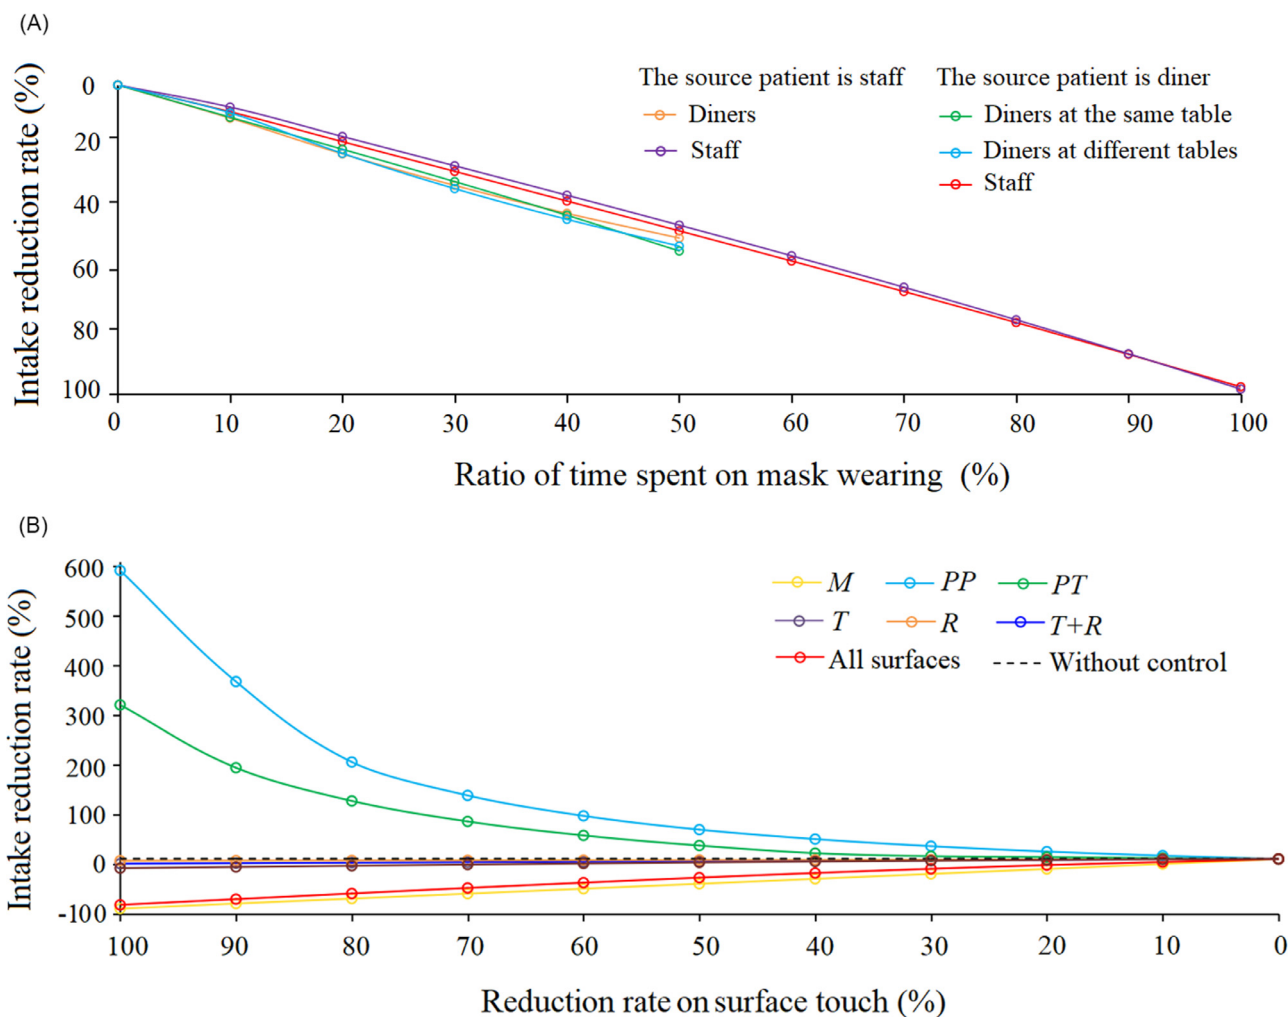 (A)
Intake reduction rate (%)
0
20
40
60
80
100
The source patient is staff
Diners
Staff
The source patient is diner
Diners at the same table
Diners at different tables
Staff
0 10 20 30 40 50 60 70 80 90 100
Ratio of time spent on mask wearing (%)
(B)
Intake reduction rate (%)
600
500
400
300
200
100
0
-100
M PP PT
T R T+R
All surfaces Without control
100 90 80 70 60 50 40 30 20 10 0
Reduction rate on surface touch (%)